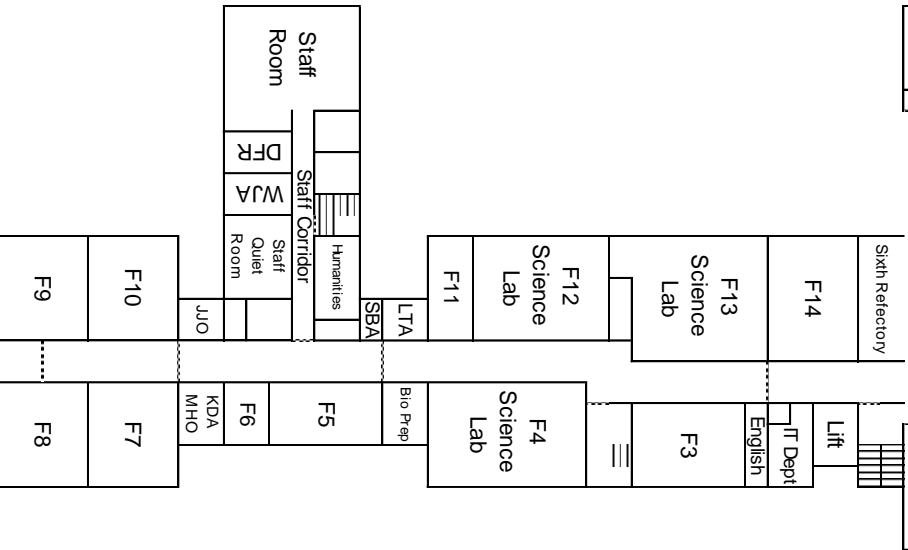 Staff
Room
DFR
WJA
Staff Corridor
Staff
Quiet
Room
Humanities
F9
F10
JJO
SBA
LTA
F11
F12
Science
Lab
F13
Science
Lab
F14
Sixth Refectory
F8
F7
KDA
MHO
F6
F5
Bio Prep
F4
Science
Lab
F3
English
IT Dept
Lift